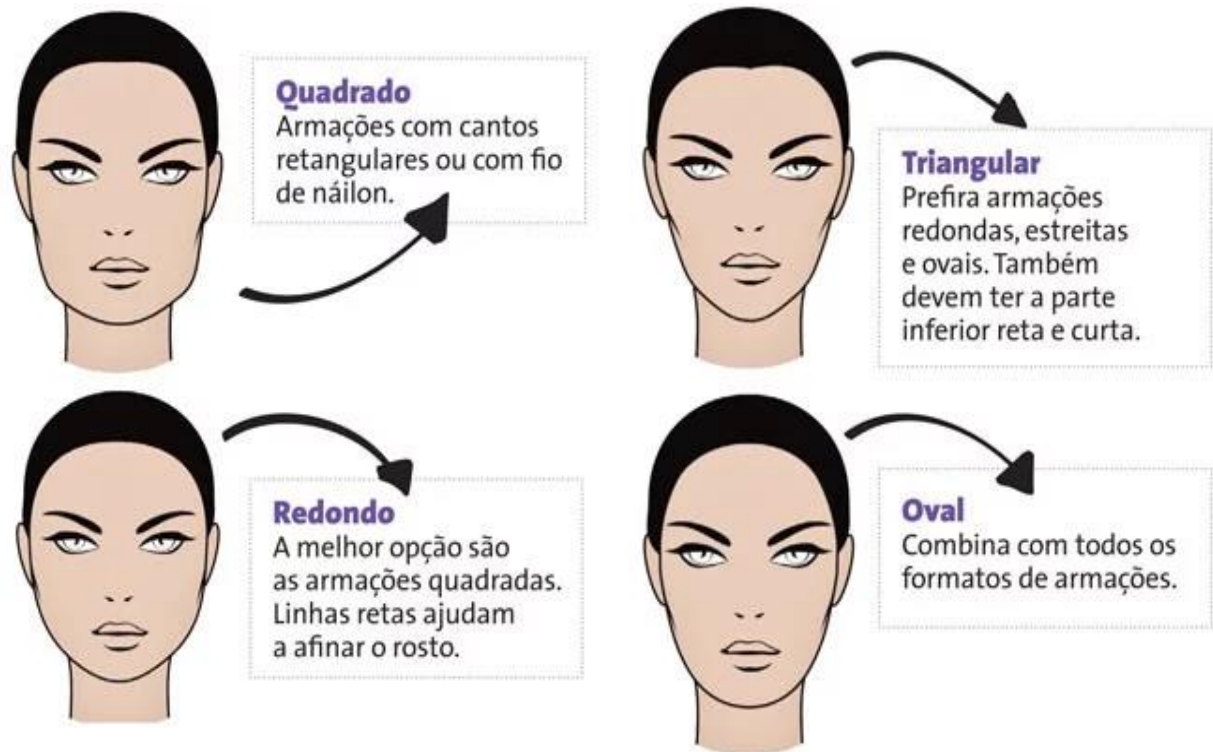 Quadrado
Armações com cantos
retangulares ou com fio
de náilon.
Triangular
Prefira armações
redondas, estreitas
e ovais. Também
devem ter a parte
inferior reta e curta.
Redondo
A melhor opção são
as armações quadradas.
Linhas retas ajudam
a afinar o rosto.
Oval
Combina com todos os
formatos de armações.